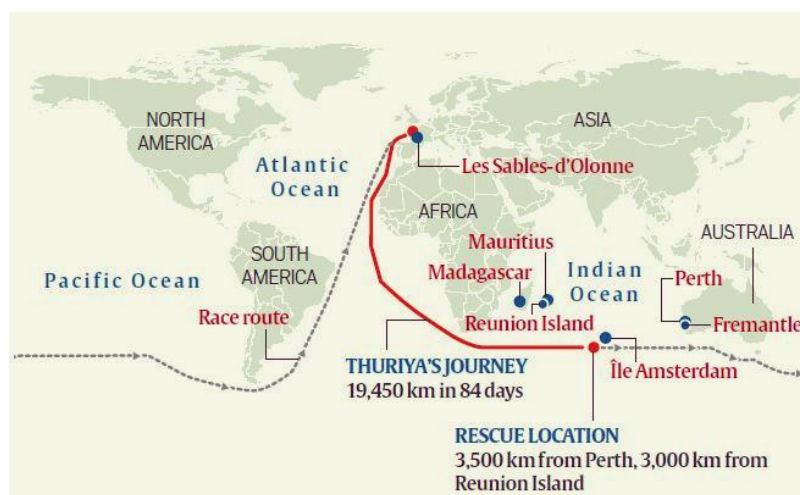 NORTH
AMERICA
ASIA
Atlantic
Ocean
Les Sables-d'Olonne
AFRICA
Mauritius
AUSTRALIA
SOUTH
AMERICA
Madagascar
Indian
Ocean
Perth
Pacific Ocean
Race route
Reunion Island
Fremantle
THURIYA'S JOURNEY
19,450 km in 84 days
Île Amsterdam
RESCUE LOCATION
3,500 km from Perth, 3,000 km from
Reunion Island